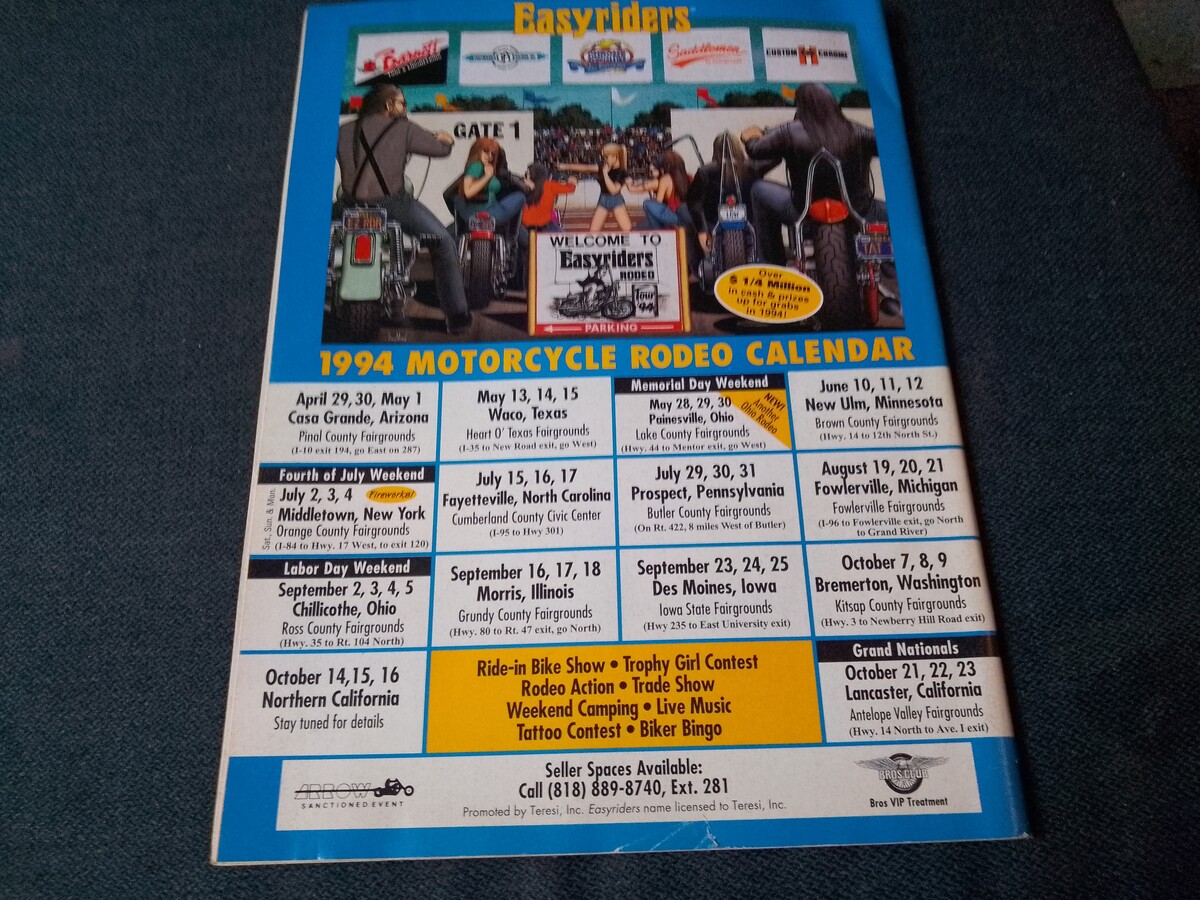 Easyriders
Barnett
Saddlemen
CUSTOM CHROME
GATE 1
WELCOME TO
Easyriders
RODEO
Tour
'94
PARKING
Over
$ 1/4 Million
in cash & prizes
up for grabs
in 1994!
1994 MOTORCYCLE RODEO CALENDAR
April 29, 30, May 1
Casa Grande, Arizona
Pinal County Fairgrounds
(I-10 exit 194, go East on 287)
May 13, 14, 15
Waco, Texas
Heart O' Texas Fairgrounds
(I-35 to New Road exit, go West)
Memorial Day Weekend
May 28, 29, 30
Painesville, Ohio
Lake County Fairgrounds
(Hwy. 44 to Mentor exit, go West)
NEW!
Another
Ohio Rodeo
June 10, 11, 12
New Ulm, Minnesota
Brown County Fairgrounds
(Hwy. 14 to 12th North St.)
Fourth of July Weekend
Sat, Sun. & Mon.
July 2, 3, 4 Fireworks!
Middletown, New York
Orange County Fairgrounds
(I-84 to Hwy. 17 West, to exit 120)
July 15, 16, 17
Fayetteville, North Carolina
Cumberland County Civic Center
(I-95 to Hwy 301)
July 29, 30, 31
Prospect, Pennsylvania
Butler County Fairgrounds
(On Rt. 422, 8 miles West of Butler)
August 19, 20, 21
Fowlerville, Michigan
Fowlerville Fairgrounds
(I-96 to Fowlerville exit, go North
to Grand River)
Labor Day Weekend
September 2, 3, 4, 5
Chillicothe, Ohio
Ross County Fairgrounds
(Hwy. 35 to Rt. 104 North)
September 16, 17, 18
Morris, Illinois
Grundy County Fairgrounds
(Hwy. 80 to Rt. 47 exit, go North)
September 23, 24, 25
Des Moines, Iowa
Iowa State Fairgrounds
(Hwy 235 to East University exit)
October 7, 8, 9
Bremerton, Washington
Kitsap County Fairgrounds
(Hwy. 3 to Newberry Hill Road exit)
October 14,15, 16
Northern California
Stay tuned for details
Ride-in Bike Show • Trophy Girl Contest
Rodeo Action • Trade Show
Weekend Camping • Live Music
Tattoo Contest • Biker Bingo
Grand Nationals
October 21, 22, 23
Lancaster, California
Antelope Valley Fairgrounds
(Hwy. 14 North to Ave. I exit)
ARROW
SANCTIONED EVENT
Seller Spaces Available:
Call (818) 889-8740, Ext. 281
Promoted by Teresi, Inc. Easyriders name licensed to Teresi, Inc.
BROS CLUB
Bros VIP Treatment